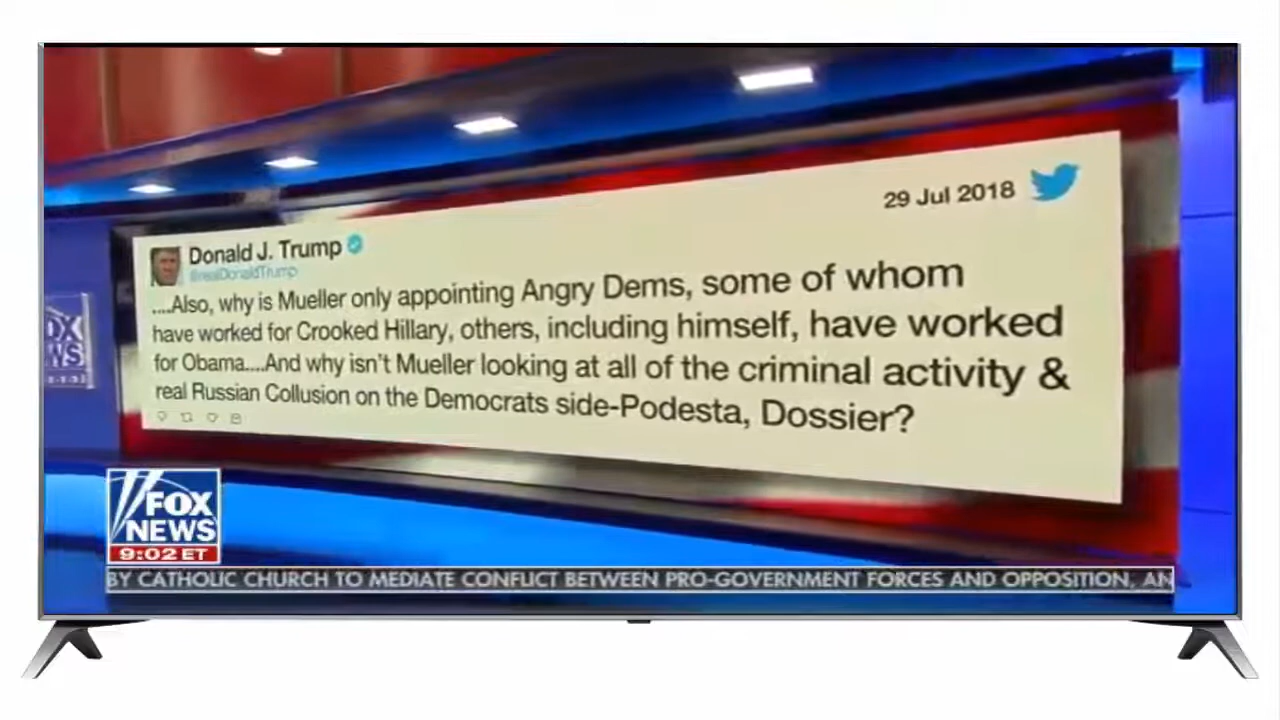 29 Jul 2018
Donald J. Trump
@realDonaldTrump
....Also, why is Mueller only appointing Angry Dems, some of whom
have worked for Crooked Hillary, others, including himself, have worked
for Obama....And why isn't Mueller looking at all of the criminal activity &
real Russian Collusion on the Democrats side-Podesta, Dossier?
FOX
NEWS
9:02 ET
BY CATHOLIC CHURCH TO MEDIATE CONFLICT BETWEEN PRO-GOVERNMENT FORCES AND OPPOSITION, AN